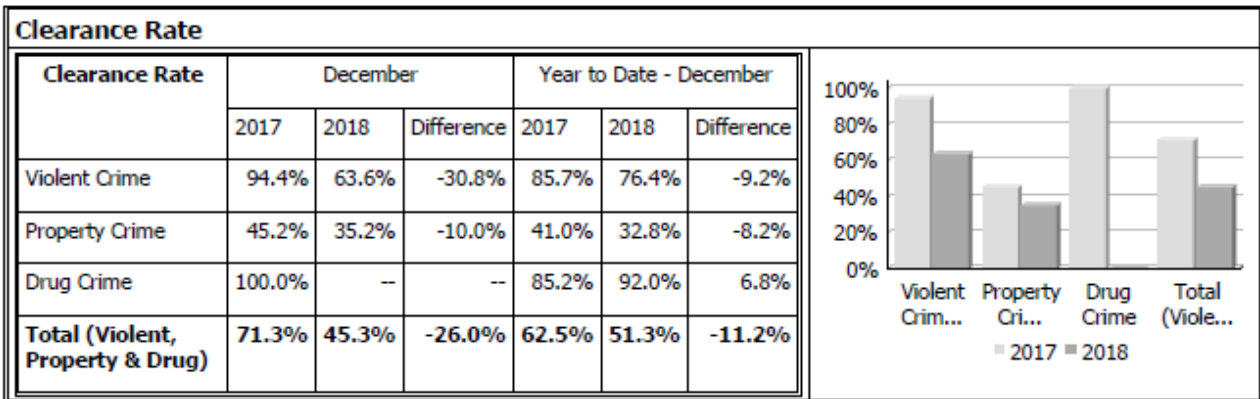 Clearance Rate
Clearance Rate December Year to Date - December
2017 2018 Difference 2017 2018 Difference
Violent Crime 94.4% 63.6% -30.8% 85.7% 76.4% -9.2%
Property Crime 45.2% 35.2% -10.0% 41.0% 32.8% -8.2%
Drug Crime 100.0% -- -- 85.2% 92.0% 6.8%
Total (Violent, 71.3% 45.3% -26.0% 62.5% 51.3% -11.2%
Property & Drug)
100%
80%
60%
40%
20%
0%
Violent Property Drug Total
Crim... Cri... Crime (Viole...
2017 2018